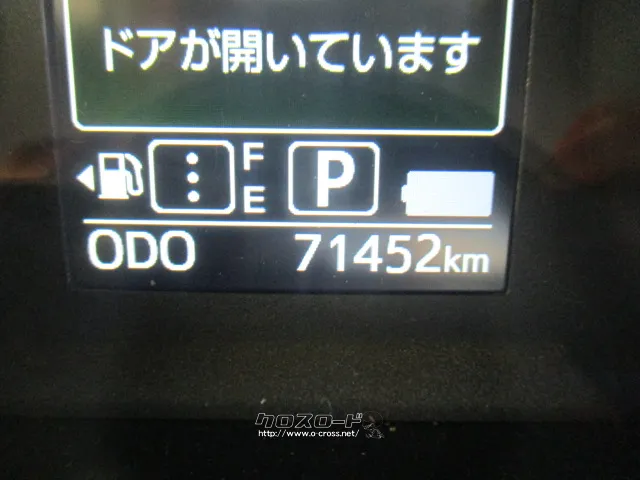 ドアが開いています
F
E
P
ODO 71452km
クロスロード
http://www.o-cross.net/